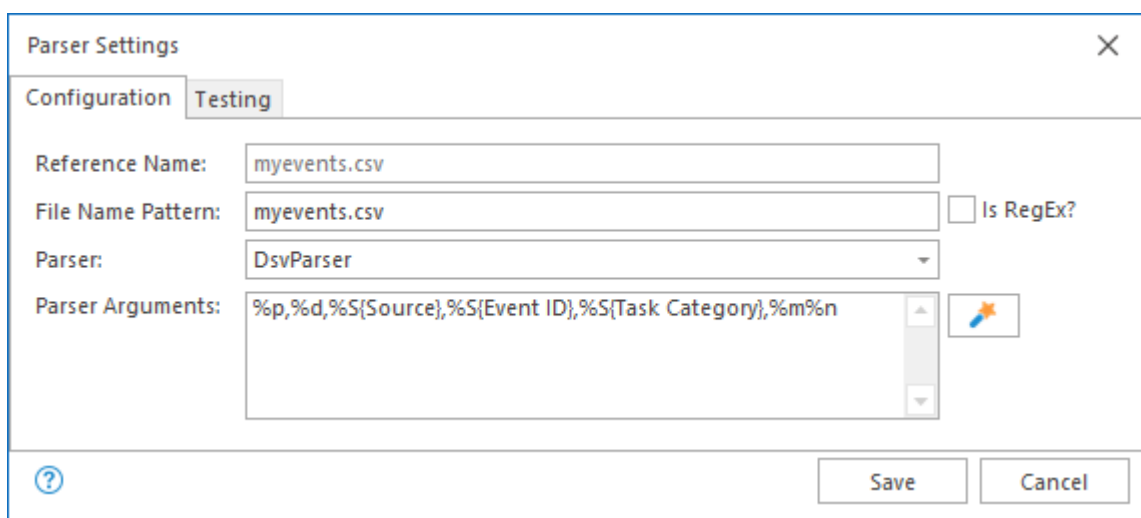 Parser Settings
Configuration Testing
Reference Name: myevents.csv
File Name Pattern: myevents.csv Is RegEx?
Parser: DsvParser
Parser Arguments: %p,%d,%S{Source},%S{Event ID},%S{Task Category},%m%n
?
Save Cancel